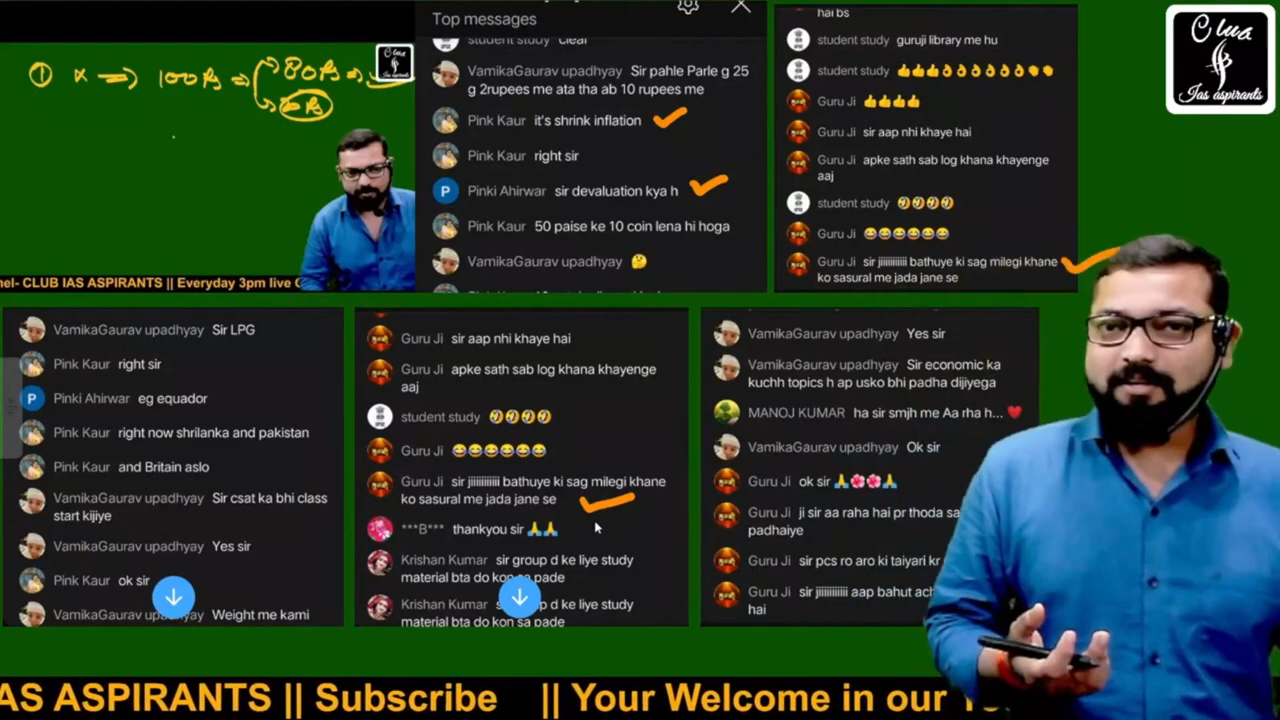 ① x ⇒ 100 Rs ⇒ 80 Rs ⇒
Clua
Ias aspirants
nel- CLUB IAS ASPIRANTS || Everyday 3pm live
Top messages
student study clear
VamikaGaurav upadhyay Sir pahle Parle g 25
g 2rupees me ata tha ab 10 rupees me
Pink Kaur it's shrink inflation
Pink Kaur right sir
P Pinki Ahirwar sir devaluation kya h
Pink Kaur 50 paise ke 10 coin lena hi hoga
VamikaGaurav upadhyay 🤔
hai bs
student study guruji library me hu
student study 👍👍👍👌👌👌👌👌👌👏👏
Guru Ji 👍👍👍👍
Guru Ji sir aap nhi khaye hai
Guru Ji apke sath sab log khana khayenge
aaj
student study 🤣🤣🤣🤣
Guru Ji 😂😂😂😂😂😂
Guru Ji sir jiiiiiiiiiii bathuye ki sag milegi khane
ko sasural me jada jane se
Clua
Ias aspirants
VamikaGaurav upadhyay Sir LPG
Pink Kaur right sir
P Pinki Ahirwar eg equador
Pink Kaur right now shrilanka and pakistan
Pink Kaur and Britain aslo
VamikaGaurav upadhyay Sir csat ka bhi class
start kijiye
VamikaGaurav upadhyay Yes sir
Pink Kaur ok sir
VamikaGaurav upadhyay Weight me kami
Guru Ji sir aap nhi khaye hai
Guru Ji apke sath sab log khana khayenge
aaj
student study 🤣🤣🤣🤣
Guru Ji 😂😂😂😂😂😂
Guru Ji sir jiiiiiiiiiii bathuye ki sag milegi khane
ko sasural me jada jane se
***B*** thankyou sir 🙏🙏
Krishan Kumar sir group d ke liye study
material bta do kon sa pade
Krishan Kumar d ke liye study
material bta do kon sa pade
VamikaGaurav upadhyay Yes sir
VamikaGaurav upadhyay Sir economic ka
kuchh topics h ap usko bhi padha dijiyega
MANOJ KUMAR ha sir smjh me Aa rha h... ❤️
VamikaGaurav upadhyay Ok sir
Guru Ji ok sir 🙏🌺🌺🙏
Guru Ji ji sir aa raha hai pr thoda sa
padhaiye
Guru Ji sir pcs ro aro ki taiyari kr
Guru Ji sir jiiiiiiiiiii aap bahut ach
hai
AS ASPIRANTS || Subscribe || Your Welcome in our